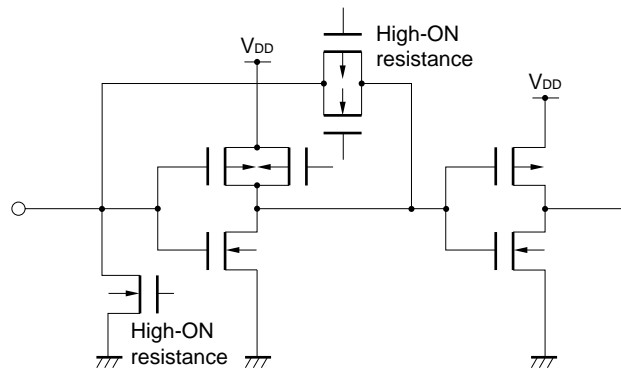 High-ON
resistance
VDD
VDD
High-ON
resistance